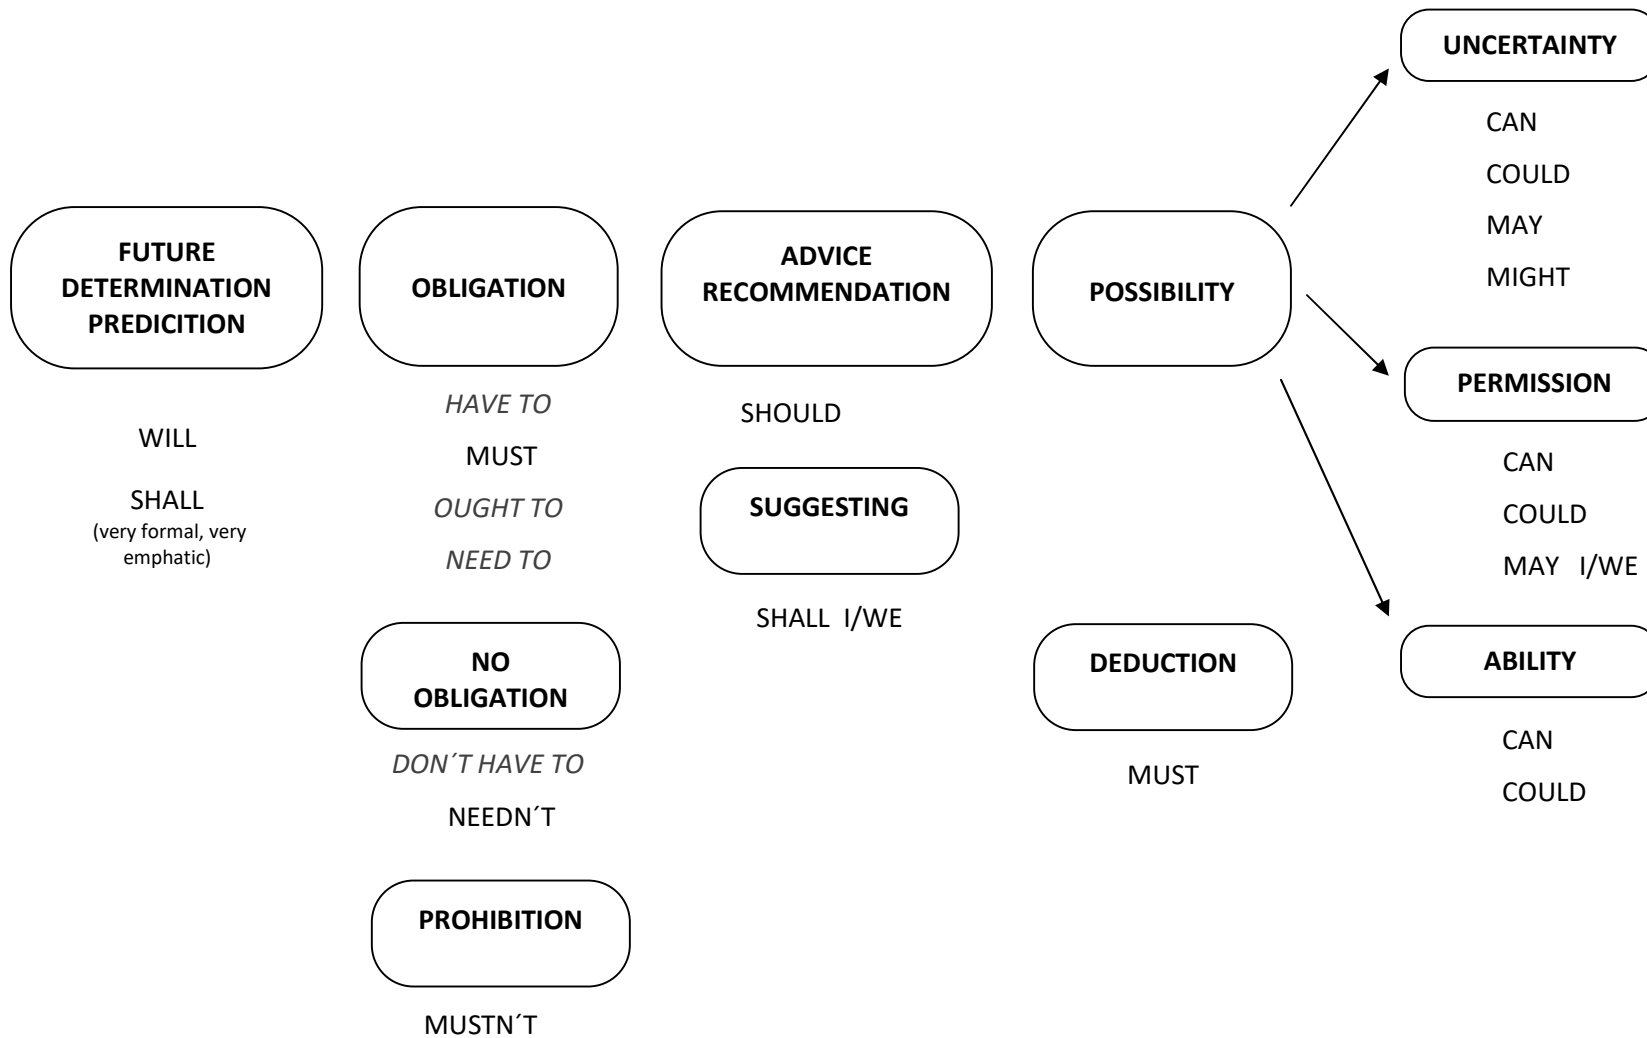 FUTURE
DETERMINATION
PREDICITION
WILL
SHALL
(very formal, very
emphatic)
OBLIGATION
HAVE TO
MUST
OUGHT TO
NEED TO
NO
OBLIGATION
DON´T HAVE TO
NEEDN´T
PROHIBITION
MUSTN´T
ADVICE
RECOMMENDATION
SHOULD
SUGGESTING
SHALL I/WE
POSSIBILITY
DEDUCTION
MUST
UNCERTAINTY
CAN
COULD
MAY
MIGHT
PERMISSION
CAN
COULD
MAY I/WE
ABILITY
CAN
COULD